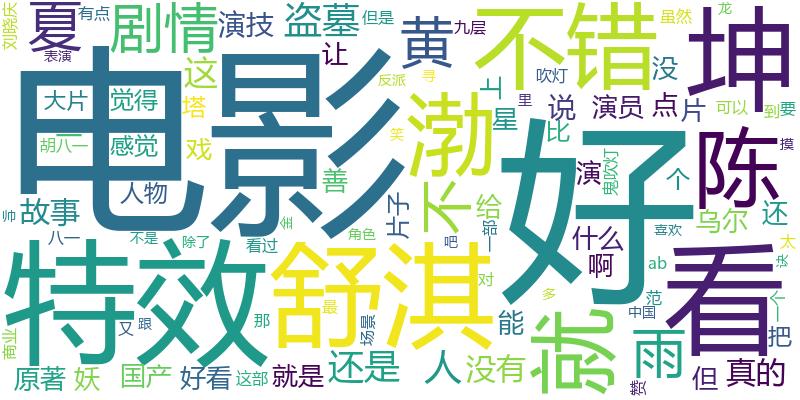 刘晓庆
有点
夏
剧情
演技
盗墓
但是
九层
虽然
龙
表演
让
黄
不错
坤
电影
大片
觉得
这
塔
反派
寻
吹灯
上
没
里
可以
到
要
一
感觉
戏
渤
星
说
演员
点
片
胡八一
比
好
陈
摸
人物
善
不
给
演
鬼吹灯
个
帅
故事
笑
片子
一部
什么
乌尔
还
喜欢
八一
不是
除了
看过
金
角色
吧
啊
看
太
特效
舒淇
对
ab
一个
诀
那
最
场景
能
多
就
范
中国
雨
把
商业
又
跟
原著
妖
国产
好看
这部
就是
还是
人
没有
赞
但
真的